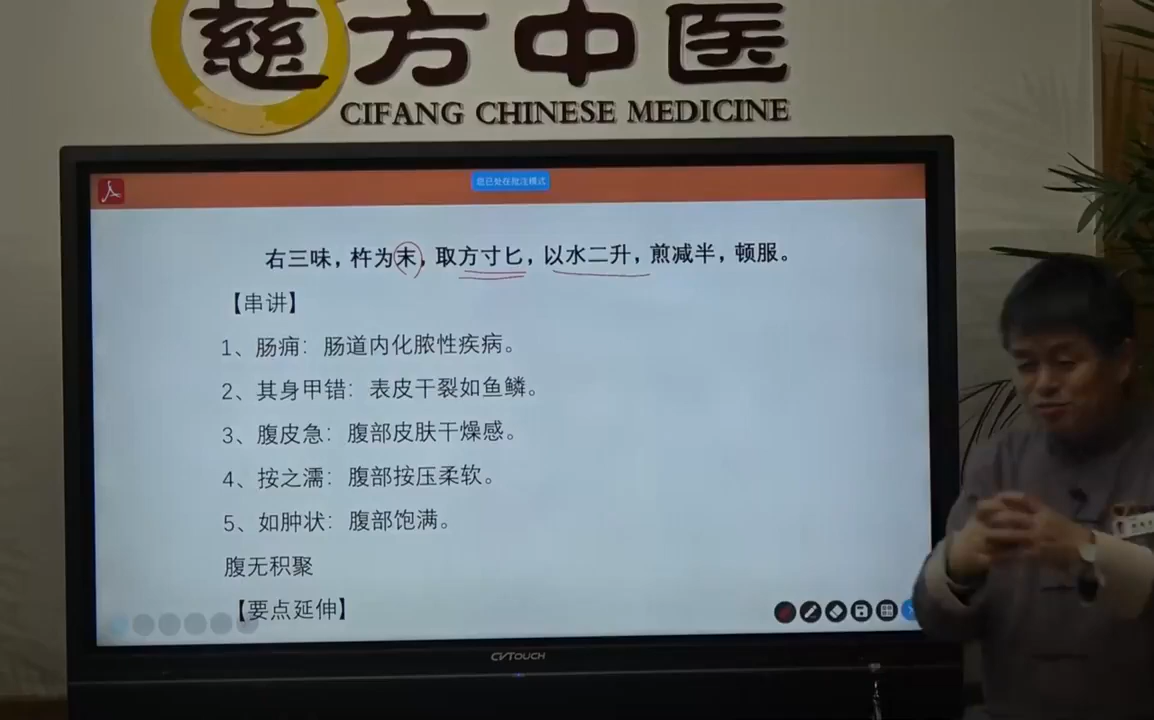 慈方中医
CIFANG CHINESE MEDICINE
您已处在批注模式
右三味，杵为末，取方寸匕，以水二升，煎减半，顿服。
【串讲】
1、肠痈：肠道内化脓性疾病。
2、其身甲错：表皮干裂如鱼鳞。
3、腹皮急：腹部皮肤干燥感。
4、按之濡：腹部按压柔软。
5、如肿状：腹部饱满。
腹无积聚
【要点延伸】
CVTOUCH